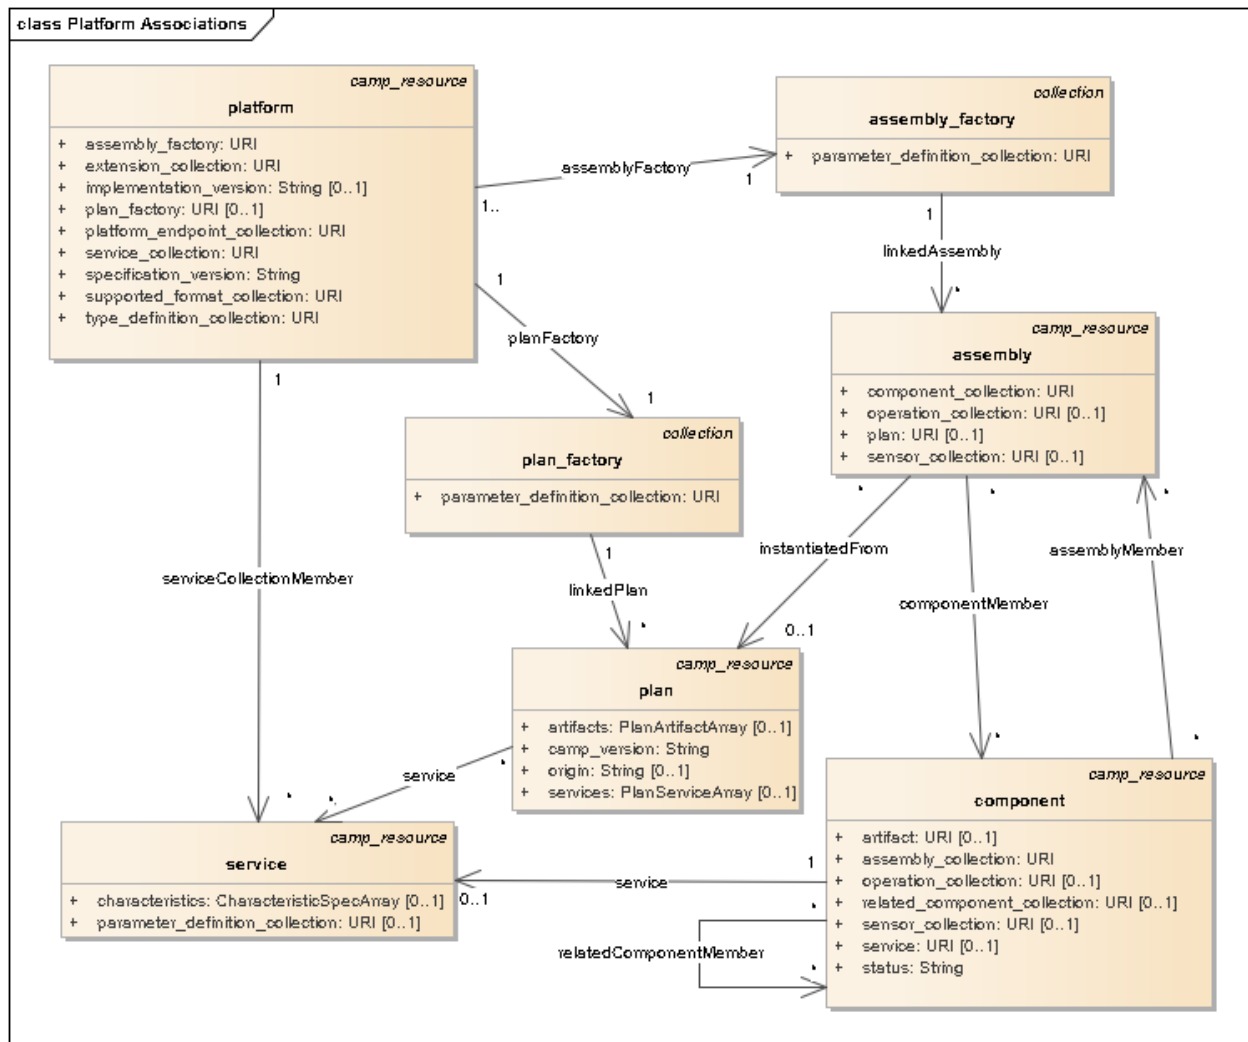 class Platform Associations
camp_resource
platform
+ assembly_factory: URI
+ extension_collection: URI
+ implementation_version: String [0..1]
+ plan_factory: URI [0..1]
+ platform_endpoint_collection: URI
+ service_collection: URI
+ specification_version: String
+ supported_format_collection: URI
+ type_definition_collection: URI
collection
assembly_factory
+ parameter_definition_collection: URI
assemblyFactory
1
1..
1
linkedAssembly
*
1
planFactory
1
camp_resource
assembly
+ component_collection: URI
+ operation_collection: URI [0..1]
+ plan: URI [0..1]
+ sensor_collection: URI [0..1]
1
collection
plan_factory
+ parameter_definition_collection: URI
* * *
1
instantiatedFrom
assemblyMember
serviceCollectionMember
linkedPlan
componentMember
*
0..1
camp_resource
plan
+ artifacts: PlanArtifactArray [0..1]
+ camp_version: String
+ origin: String [0..1]
+ services: PlanServiceArray [0..1]
* *
service
*
* *
camp_resource
component
+ artifact: URI [0..1]
+ assembly_collection: URI
+ operation_collection: URI [0..1]
+ related_component_collection: URI [0..1]
+ sensor_collection: URI [0..1]
+ service: URI [0..1]
+ status: String
camp_resource
service
+ characteristics: CharacteristicSpecArray [0..1]
+ parameter_definition_collection: URI [0..1]
1
service
0..1
*
relatedComponentMember
*